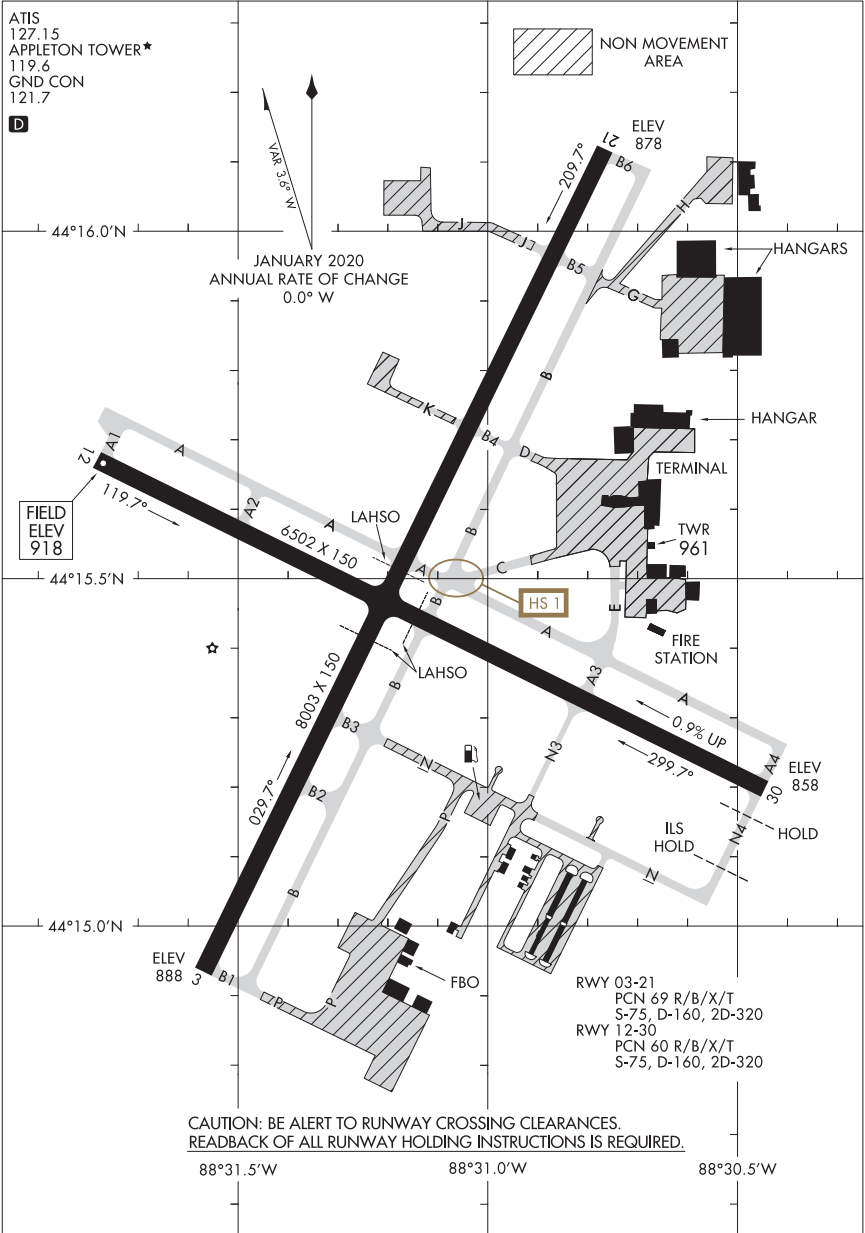 ATIS
127.15
APPLETON TOWER★
119.6
GND CON
121.7
D
NON MOVEMENT
AREA
VAR 3.6° W
JANUARY 2020
ANNUAL RATE OF CHANGE
0.0° W
21
ELEV
878
B6
209.7°
H
J
J
B5
G
HANGARS
44°16.0'N
B
K
B4
D
HANGAR
TERMINAL
TWR
961
A1
A
12
119.7°
A2
A
FIELD
ELEV
918
LAHSO
6502 X 150
B
A
C
44°15.5'N
HS 1
B
E
A
FIRE
STATION
LAHSO
A3
A
B
8003 X 150
0.9% UP
299.7°
A4
ELEV
858
30
B3
N
N3
B2
029.7°
P
N4
HOLD
ILS
HOLD
N
B
44°15.0'N
ELEV
888
3
B1
P
P
FBO
RWY 03-21
PCN 69 R/B/X/T
S-75, D-160, 2D-320
RWY 12-30
PCN 60 R/B/X/T
S-75, D-160, 2D-320
CAUTION: BE ALERT TO RUNWAY CROSSING CLEARANCES.
READBACK OF ALL RUNWAY HOLDING INSTRUCTIONS IS REQUIRED.
88°31.5'W
88°31.0'W
88°30.5'W